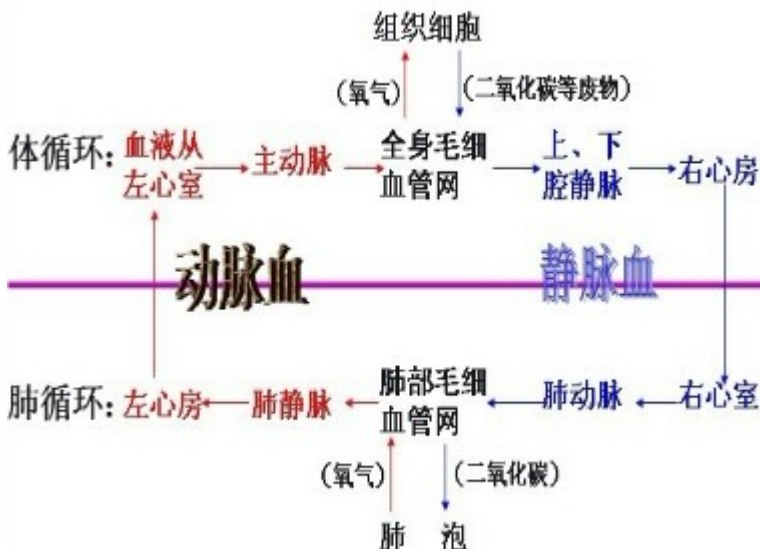 组织细胞
（氧气）
（二氧化碳等废物）
体循环：
血液从
左心室
主动脉
全身毛细
血管网
上、下
腔静脉
右心房
动脉血
静脉血
肺循环：
左心房
肺静脉
肺部毛细
血管网
肺动脉
右心室
（氧气）
（二氧化碳）
肺 泡